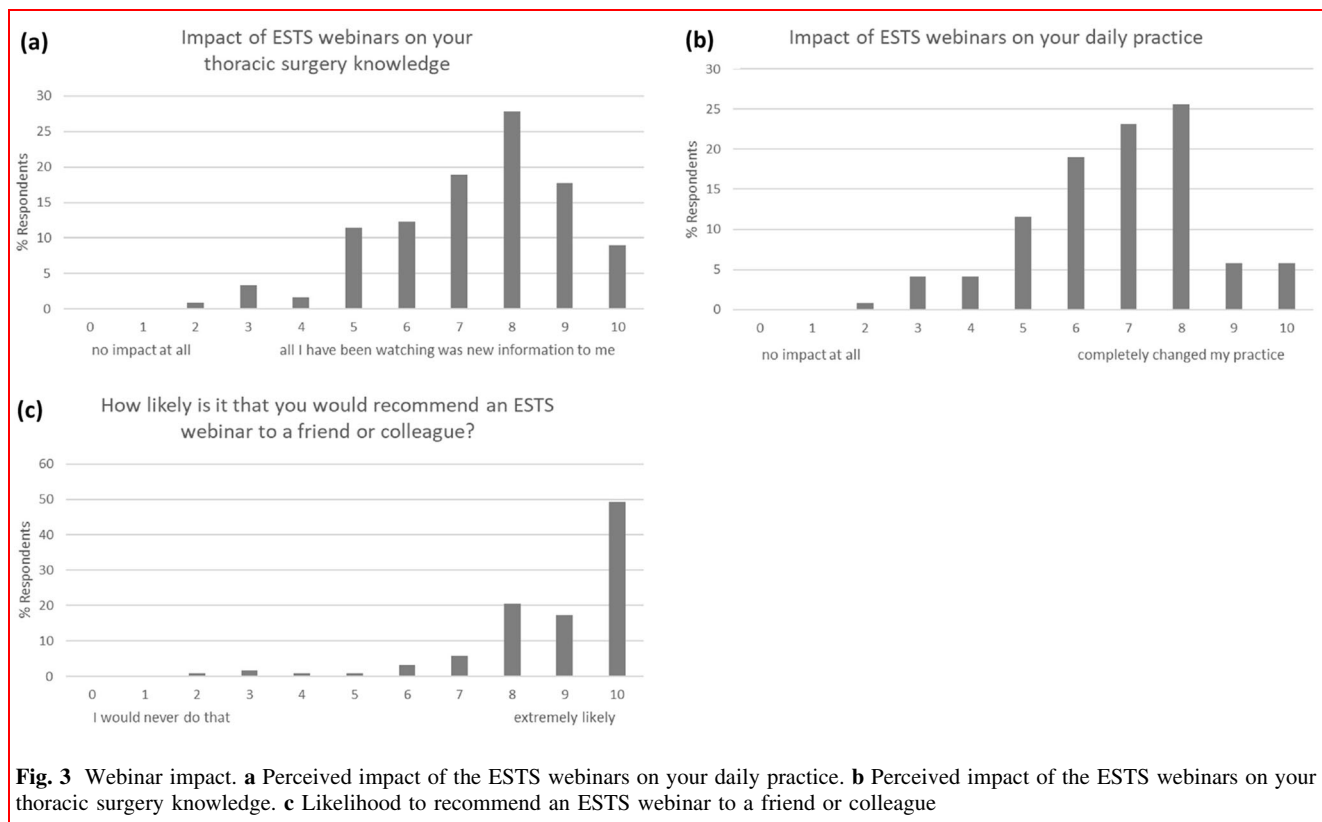 (a)
Impact of ESTS webinars on your
thoracic surgery knowledge
% Respondents
30
25
20
15
10
5
0
0 1 2 3 4 5 6 7 8 9 10
no impact at all all I have been watching was new information to me
(b)
Impact of ESTS webinars on your daily practice
% Respondents
30
25
20
15
10
5
0
0 1 2 3 4 5 6 7 8 9 10
no impact at all completely changed my practice
(c)
How likely is it that you would recommend an ESTS
webinar to a friend or colleague?
% Respondents
60
50
40
30
20
10
0
0 1 2 3 4 5 6 7 8 9 10
I would never do that extremely likely
Fig. 3 Webinar impact. a Perceived impact of the ESTS webinars on your daily practice. b Perceived impact of the ESTS webinars on your
thoracic surgery knowledge. c Likelihood to recommend an ESTS webinar to a friend or colleague